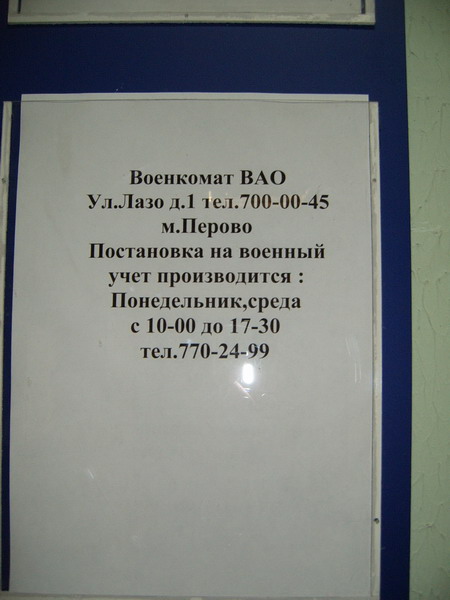 Военкомат ВАО
Ул.Лазо д.1 тел.700-00-45
м.Перово
Постановка на военный
учет производится :
Понедельник,среда
с 10-00 до 17-30
тел.770-24-99